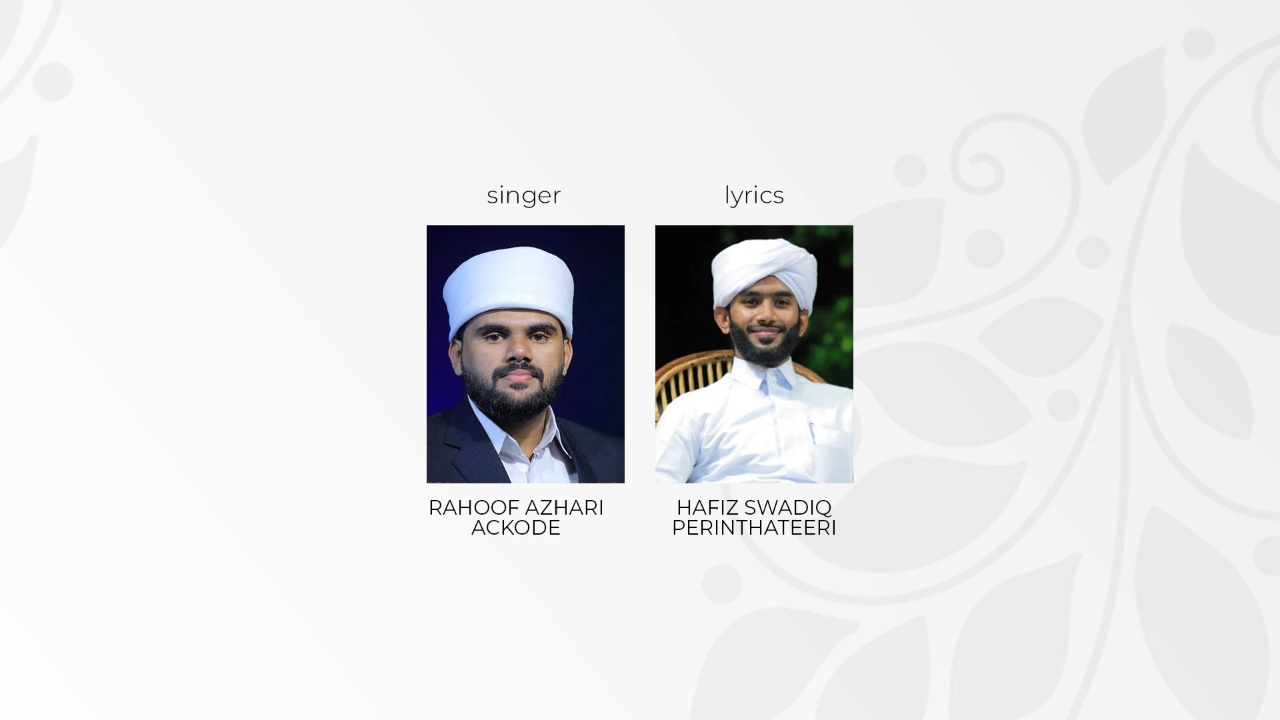 singer
lyrics
RAHOOF AZHARI
ACKODE
HAFIZ SWADIQ
PERINTHATEERI